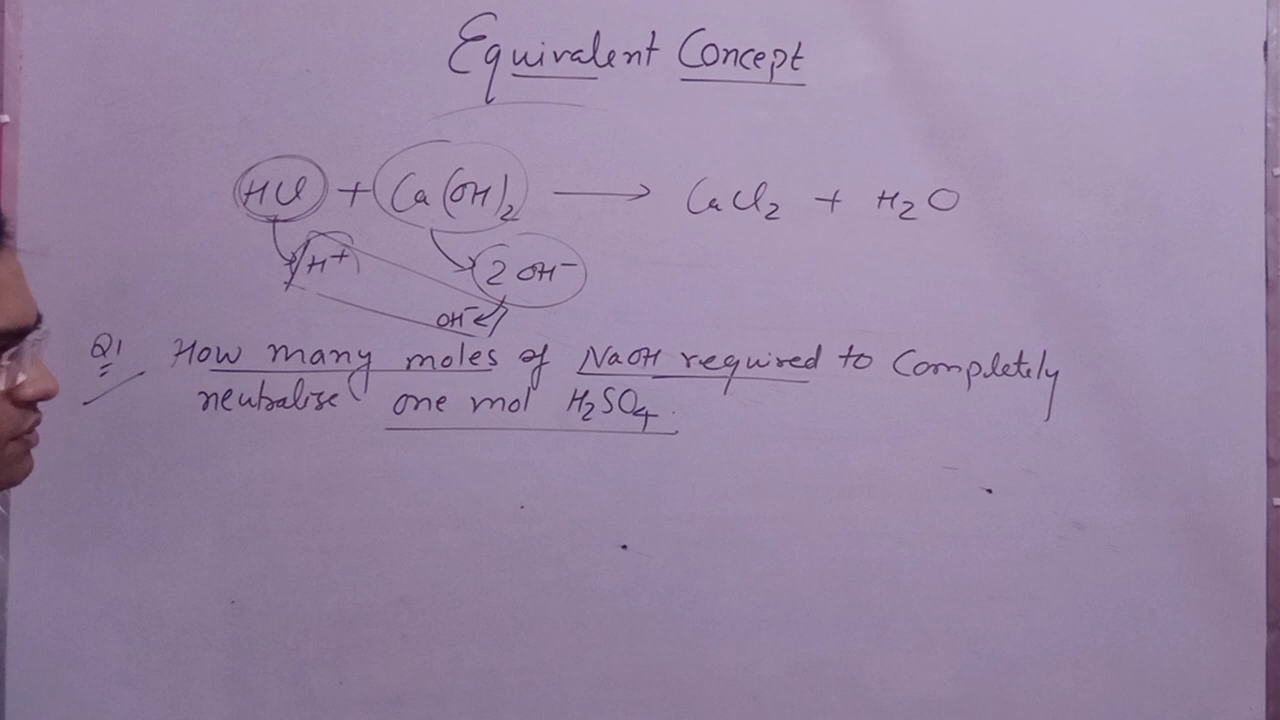 Equivalent Concept
HCl + Ca(OH)₂ ⟶ CaCl₂ + H₂O
H⁺ 2OH⁻
OH⁻
Q1 How many moles of NaOH required to Completely
neutralise one mol H₂SO₄.